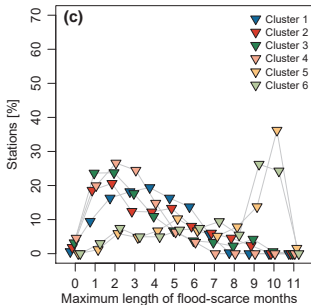 (c)
Cluster 1
Cluster 2
Cluster 3
Cluster 4
Cluster 5
Cluster 6
Stations [%]
70
60
50
40
30
20
10
0
0 1 2 3 4 5 6 7 8 9 10 11
Maximum length of flood-scarce months